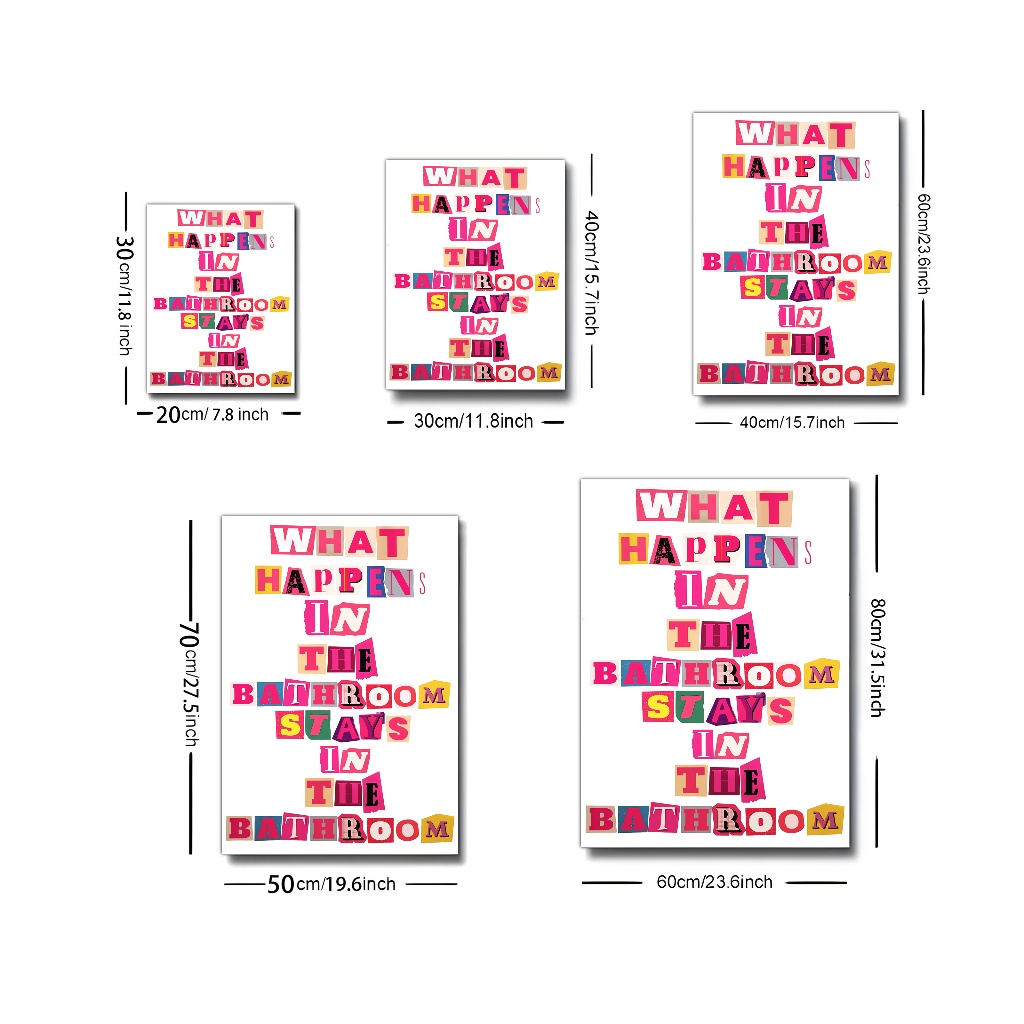 WHAT
HAPPENS
IN
THE
BATHROOM
STAYS
IN
THE
BATHROOM
30cm/11.8 inch
20cm/7.8 inch
WHAT
HAPPENS
IN
THE
BATHROOM
STAYS
IN
THE
BATHROOM
40cm/15.7inch
30cm/11.8inch
WHAT
HAPPENS
IN
THE
BATHROOM
STAYS
IN
THE
BATHROOM
60cm/23.6inch
40cm/15.7inch
70cm/27.5inch
WHAT
HAPPENS
IN
THE
BATHROOM
STAYS
IN
THE
BATHROOM
50cm/19.6inch
WHAT
HAPPENS
IN
THE
BATHROOM
STAYS
IN
THE
BATHROOM
80cm/31.5inch
60cm/23.6inch